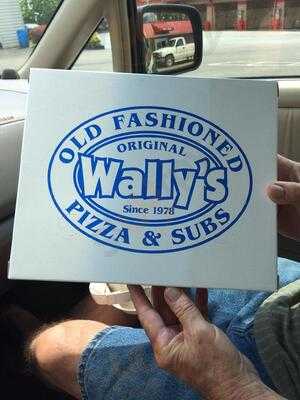 OLD FASHIONED
ORIGINAL
Wally's
Since 1978
PIZZA & SUBS